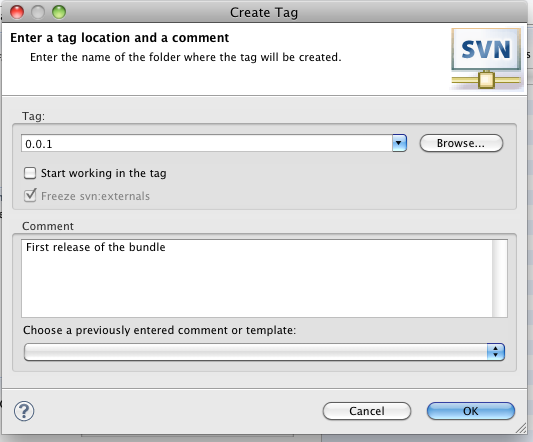 Create Tag
Enter a tag location and a comment
Enter the name of the folder where the tag will be created.
SVN
Tag:
0.0.1
Browse...
Start working in the tag
Freeze svn:externals
Comment
First release of the bundle
Choose a previously entered comment or template:
?
Cancel
OK